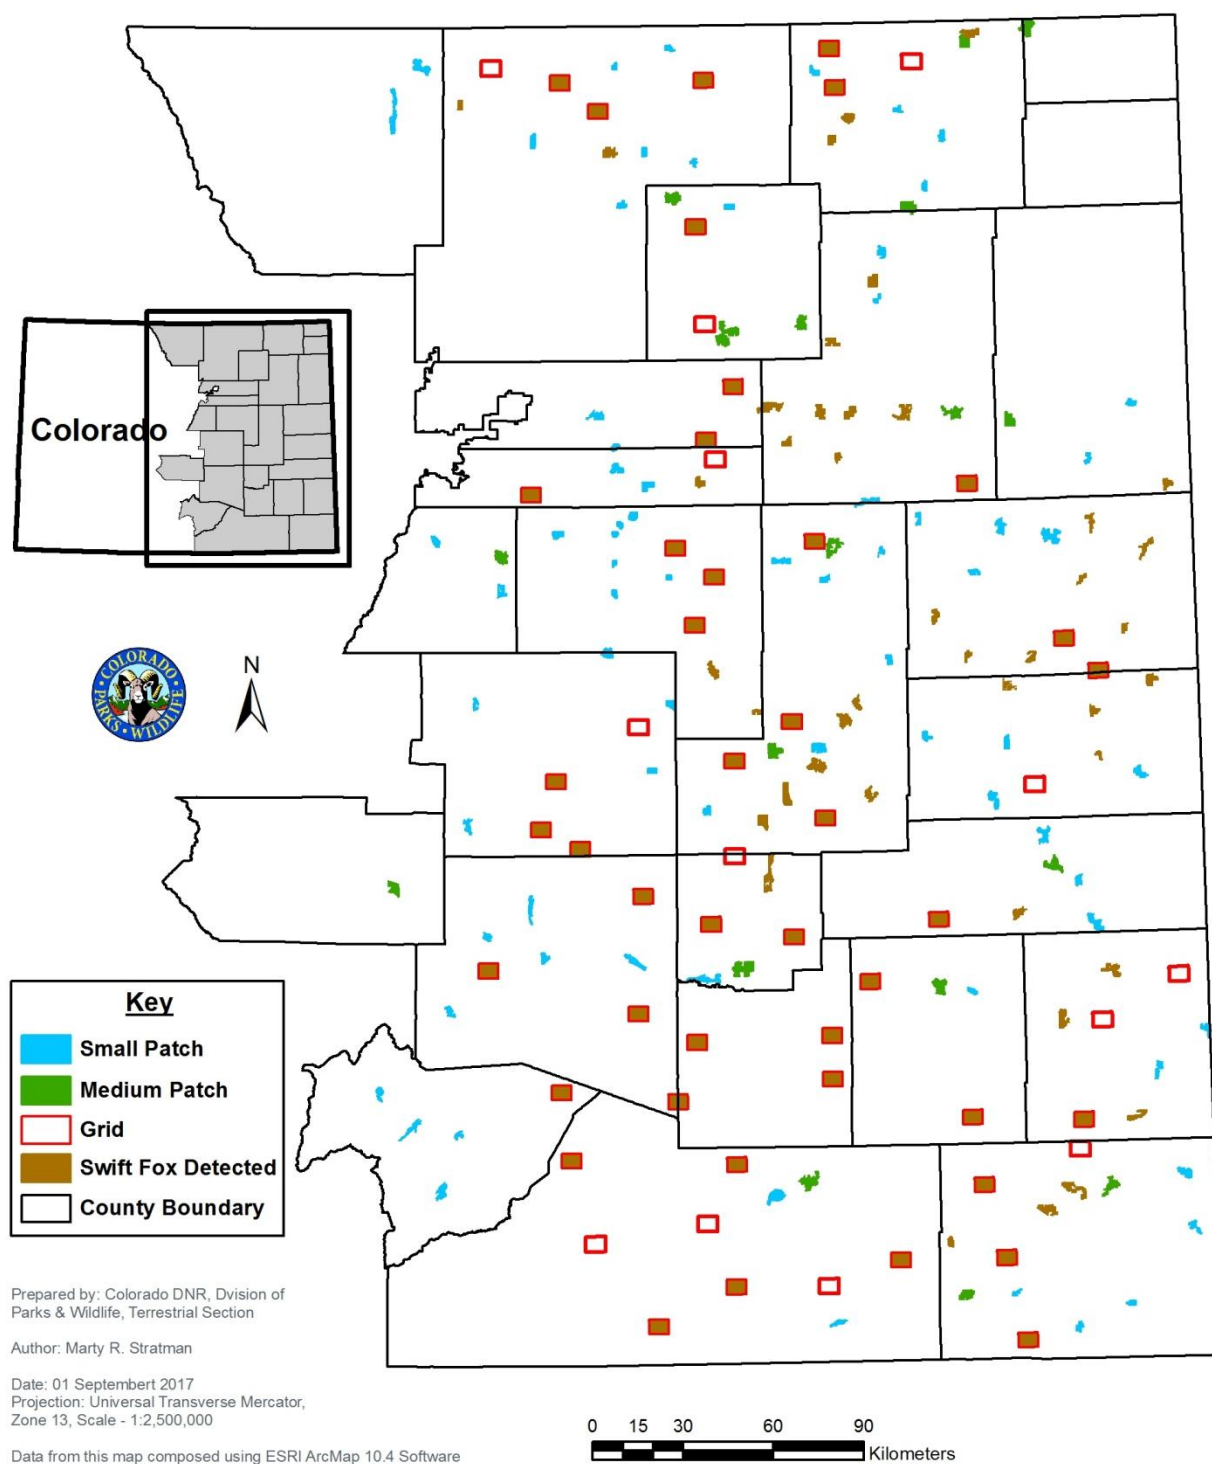 Colorado
COLORADO
PARKS • WILDLIFE
N
Key
Small Patch
Medium Patch
Grid
Swift Fox Detected
County Boundary
Prepared by: Colorado DNR, Dvision of
Parks & Wildlife, Terrestrial Section
Author: Marty R. Stratman
Date: 01 Septembert 2017
Projection: Universal Transverse Mercator,
Zone 13, Scale - 1:2,500,000
Data from this map composed using ESRI ArcMap 10.4 Software
0 15 30 60 90
Kilometers